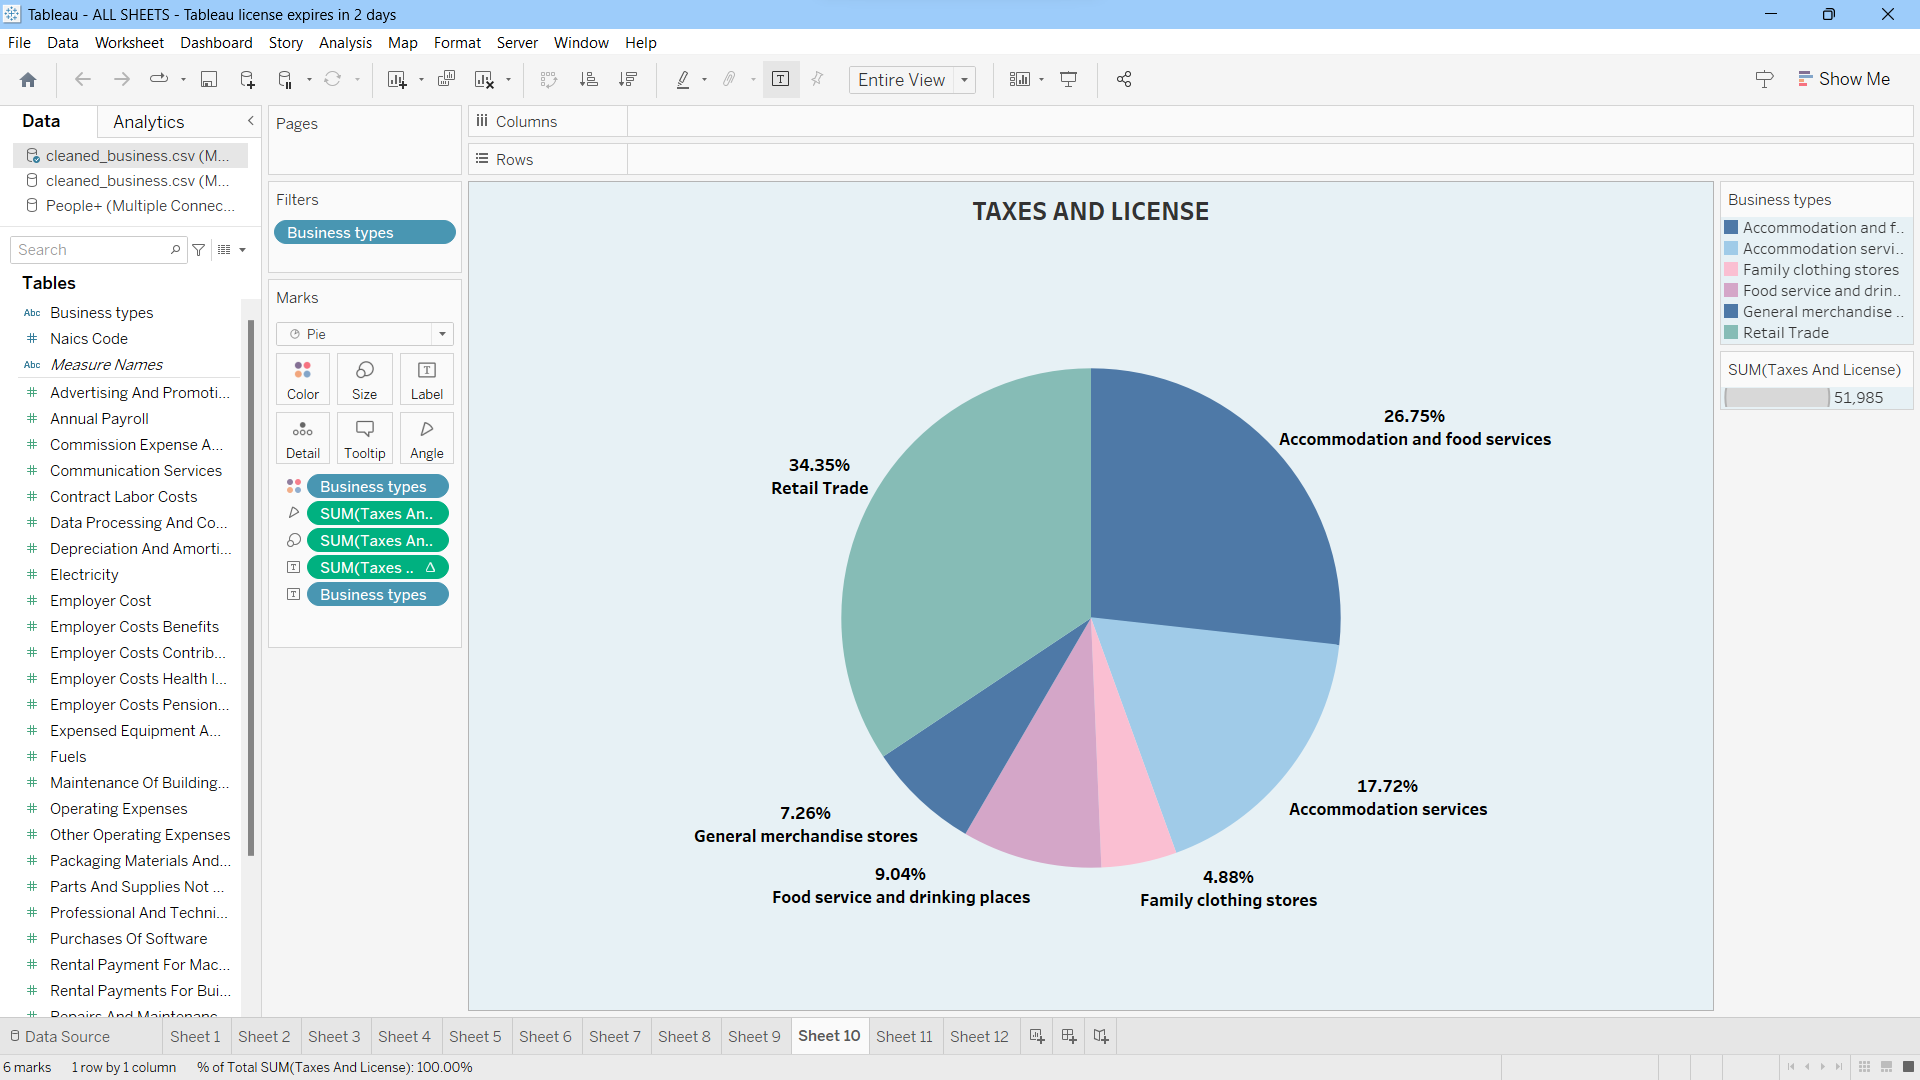 Tableau - ALL SHEETS - Tableau license expires in 2 days
File Data Worksheet Dashboard Story Analysis Map Format Server Window Help
Entire View
Show Me
Data Analytics
cleaned_business.csv (M...
cleaned_business.csv (M...
People+ (Multiple Connec...
Search
Tables
Abc Business types
# Naics Code
Abc Measure Names
# Advertising And Promoti...
# Annual Payroll
# Commission Expense A...
# Communication Services
# Contract Labor Costs
# Data Processing And Co...
# Depreciation And Amorti...
# Electricity
# Employer Cost
# Employer Costs Benefits
# Employer Costs Contrib...
# Employer Costs Health I...
# Employer Costs Pension...
# Expensed Equipment A...
# Fuels
# Maintenance Of Building...
# Operating Expenses
# Other Operating Expenses
# Packaging Materials And...
# Parts And Supplies Not ...
# Professional And Techni...
# Purchases Of Software
# Rental Payment For Mac...
# Rental Payments For Bui...
# Repairs And Maintenanc...
Pages
Filters
Business types
Marks
Pie
Color Size Label
Detail Tooltip Angle
Business types
SUM(Taxes An..
SUM(Taxes An..
SUM(Taxes .. Δ
Business types
Columns
Rows
TAXES AND LICENSE
26.75%
Accommodation and food services
34.35%
Retail Trade
17.72%
Accommodation services
7.26%
General merchandise stores
9.04%
Food service and drinking places
4.88%
Family clothing stores
Business types
Accommodation and f..
Accommodation servi..
Family clothing stores
Food service and drin..
General merchandise ..
Retail Trade
SUM(Taxes And License)
51,985
Data Source Sheet 1 Sheet 2 Sheet 3 Sheet 4 Sheet 5 Sheet 6 Sheet 7 Sheet 8 Sheet 9 Sheet 10 Sheet 11 Sheet 12
6 marks 1 row by 1 column % of Total SUM(Taxes And License): 100.00%